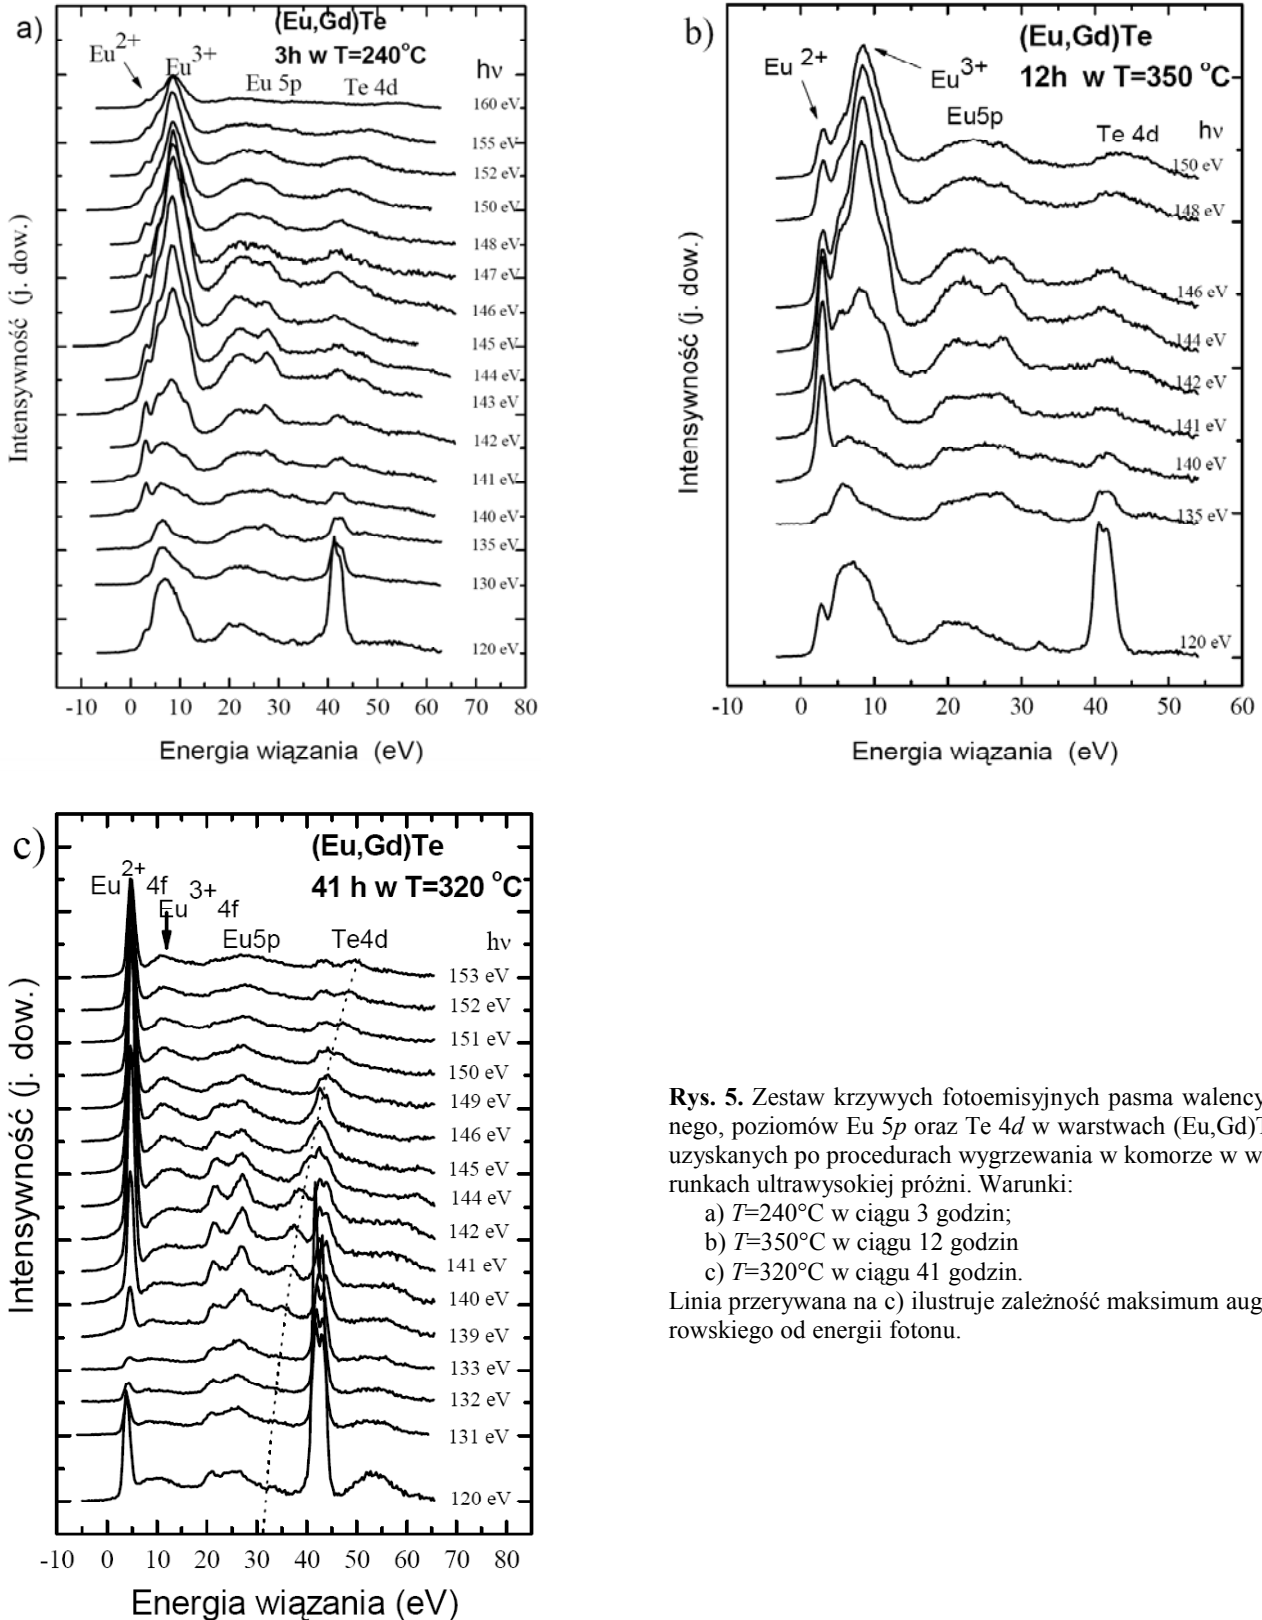 a)
(Eu,Gd)Te
3h w T=240°C
Eu2+
Eu3+
Eu 5p
Te 4d
hν
160 eV
155 eV
152 eV
150 eV
148 eV
147 eV
146 eV
145 eV
144 eV
143 eV
142 eV
141 eV
140 eV
135 eV
130 eV
120 eV
Intensywność (j. dow.)
-10 0 10 20 30 40 50 60 70 80
Energia wiązania (eV)
b)
(Eu,Gd)Te
12h w T=350 °C
Eu 2+
Eu3+
Eu5p
Te 4d
hν
150 eV
148 eV
146 eV
144 eV
142 eV
141 eV
140 eV
135 eV
120 eV
Intensywność (j. dow.)
-10 0 10 20 30 40 50 60
Energia wiązania (eV)
c)
(Eu,Gd)Te
41 h w T=320 °C
Eu2+ 4f
Eu3+ 4f
Eu5p
Te4d
hν
153 eV
152 eV
151 eV
150 eV
149 eV
146 eV
145 eV
144 eV
142 eV
141 eV
140 eV
139 eV
133 eV
132 eV
131 eV
120 eV
Intensywność (j. dow.)
-10 0 10 20 30 40 50 60 70 80
Energia wiązania (eV)
Rys. 5. Zestaw krzywych fotoemisyjnych pasma walency
nego, poziomów Eu 5p oraz Te 4d w warstwach (Eu,Gd)T
uzyskanych po procedurach wygrzewania w komorze w w
runkach ultrawysokiej próżni. Warunki:
a) T=240°C w ciągu 3 godzin;
b) T=350°C w ciągu 12 godzin
c) T=320°C w ciągu 41 godzin.
Linia przerywana na c) ilustruje zależność maksimum aug
rowskiego od energii fotonu.